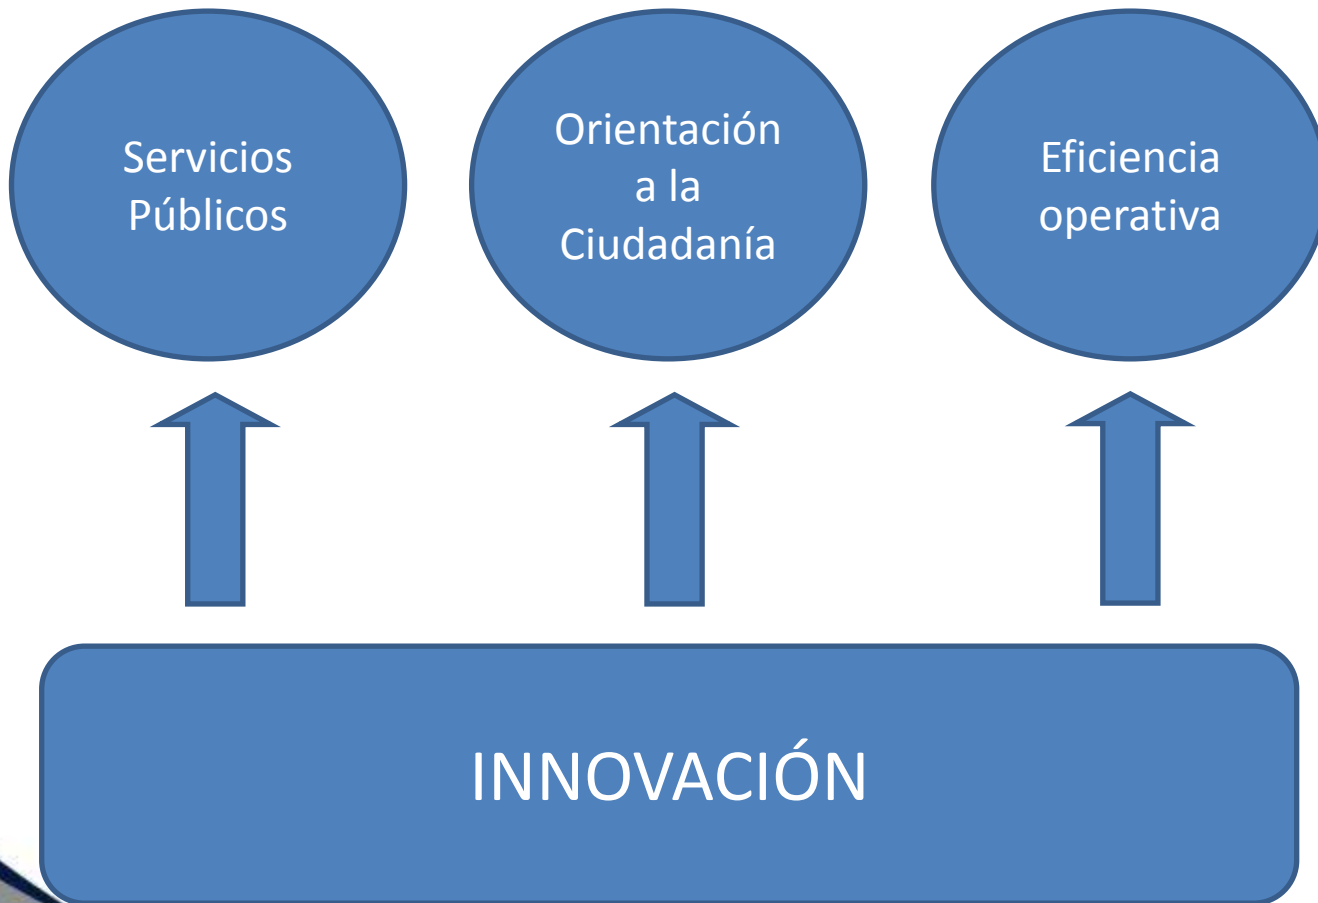 Servicios
Públicos
Orientación
a la
Ciudadanía
Eficiencia
operativa
INNOVACIÓN